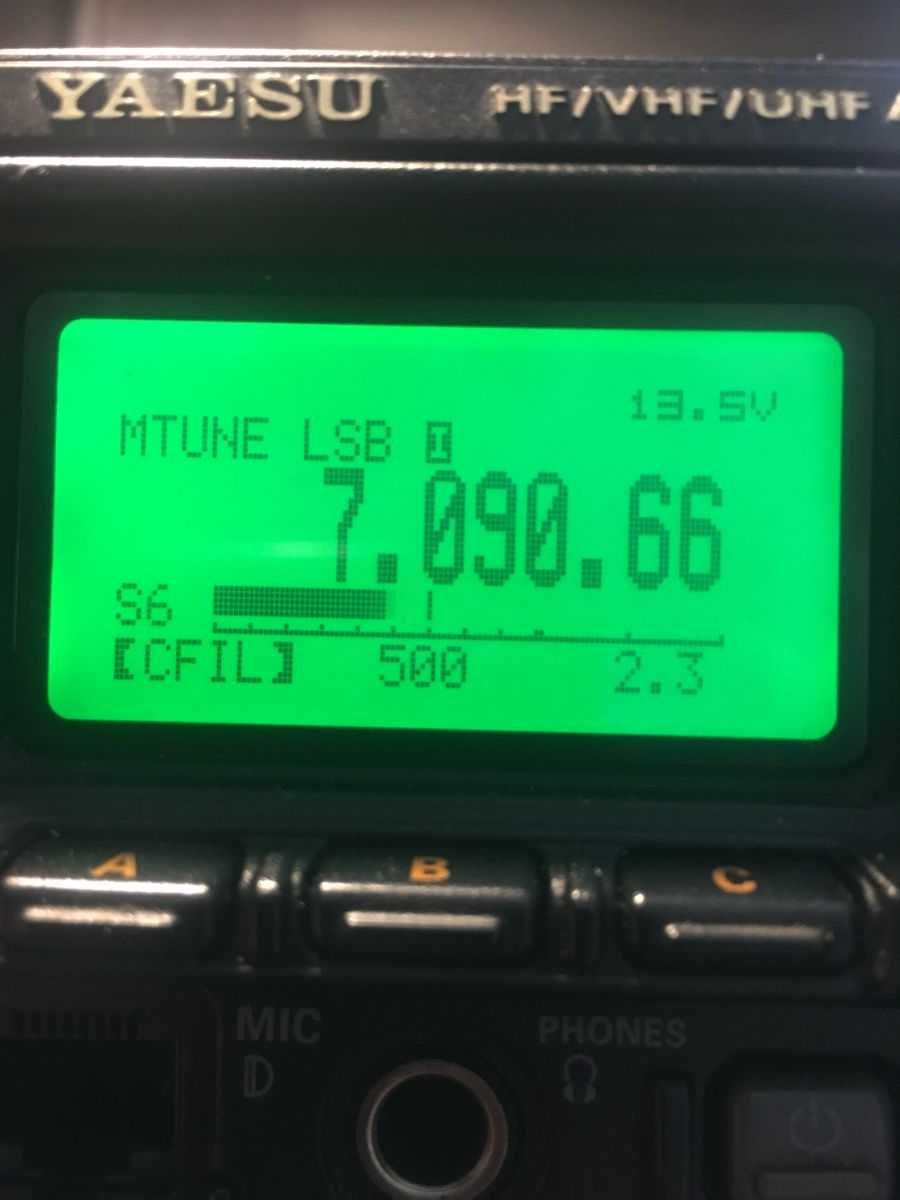 YAESU HF/VHF/UHF
13.5V
MTUNE LSB I
7.090.66
S6
【CFIL】 500 2.3
A B C
MIC PHONES